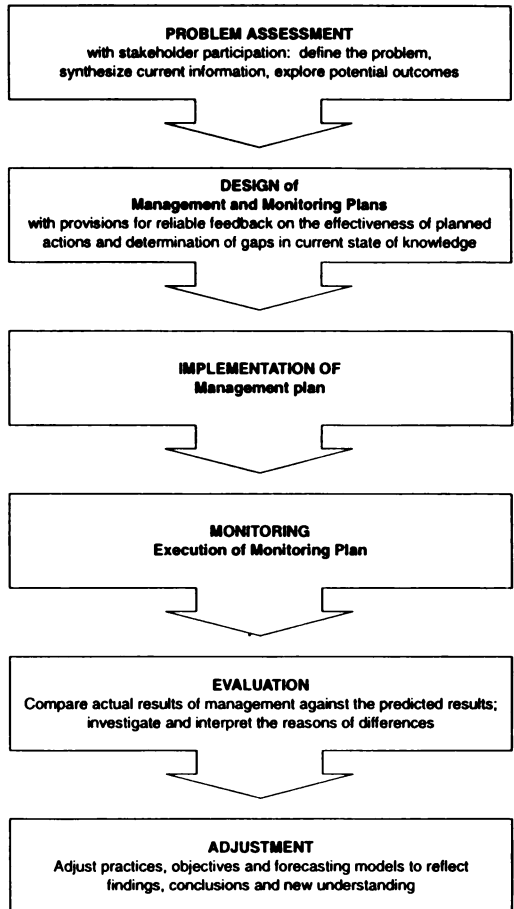 PROBLEM ASSESSMENT
with stakeholder participation: define the problem,
synthesize current information, explore potential outcomes
DESIGN of
Management and Monitoring Plans
with provisions for reliable feedback on the effectiveness of planned
actions and determination of gaps in current state of knowledge
IMPLEMENTATION OF
Management plan
MONITORING
Execution of Monitoring Plan
EVALUATION
Compare actual results of management against the predicted results;
investigate and interpret the reasons of differences
ADJUSTMENT
Adjust practices, objectives and forecasting models to reflect
findings, conclusions and new understanding